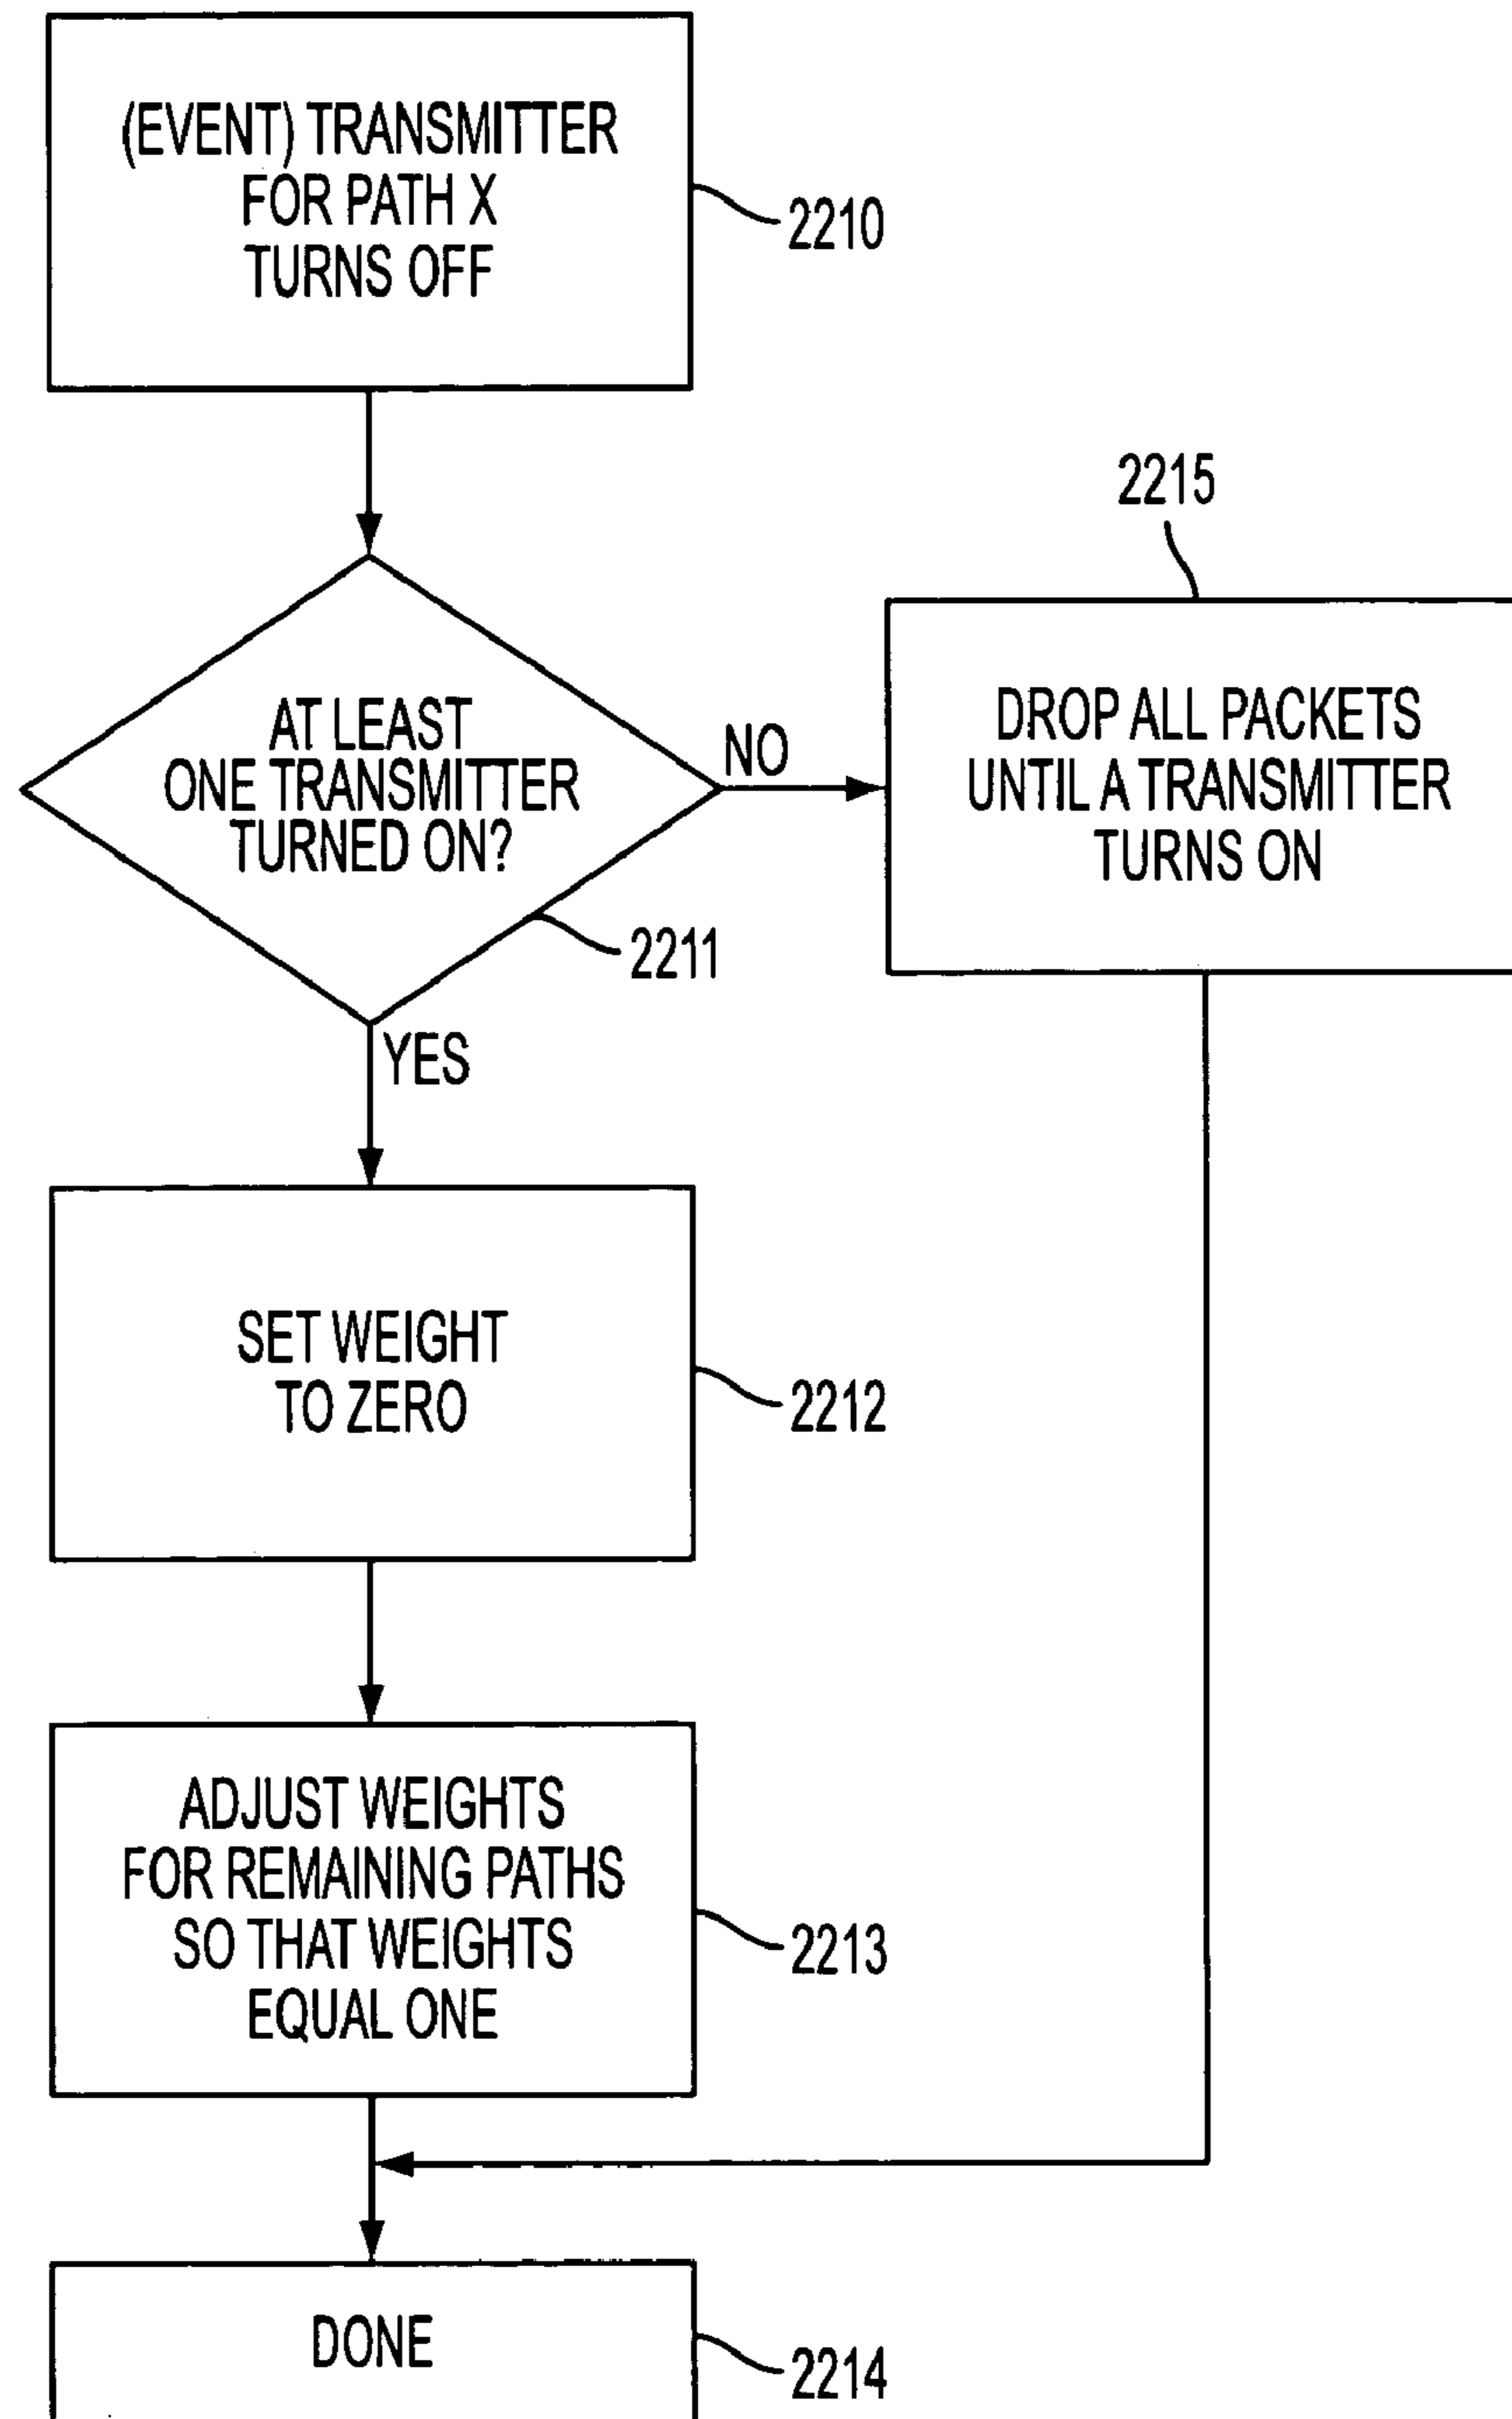 (EVENT) TRANSMITTER
FOR PATH X
TURNS OFF
2210
2215
AT LEAST
ONE TRANSMITTER
TURNED ON?
NO
DROP ALL PACKETS
UNTIL A TRANSMITTER
TURNS ON
2211
YES
SET WEIGHT
TO ZERO
2212
ADJUST WEIGHTS
FOR REMAINING PATHS
SO THAT WEIGHTS
EQUAL ONE
2213
DONE
2214